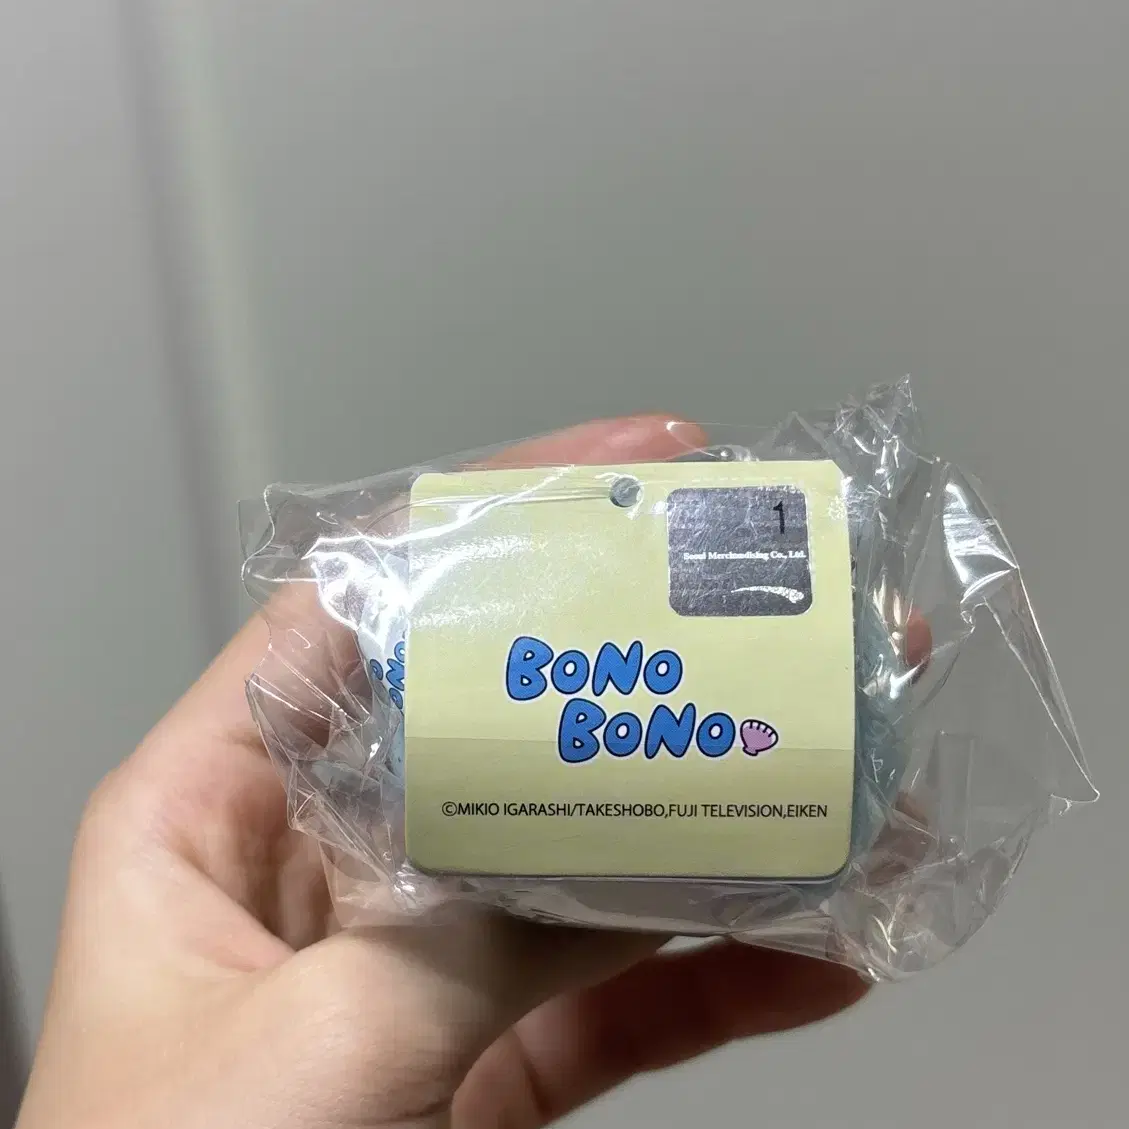 1
Seoul Merchandising Co., Ltd.
BONO
BONO
©MIKIO IGARASHI/TAKESHOBO,FUJI TELEVISION,EIKEN